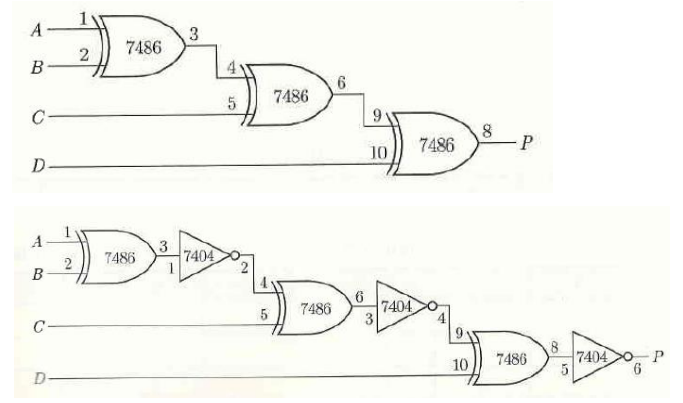 A 1 7486 3
B 2
4 7486 6
C 5
9 7486 8 P
D 10
A 1 7486 3 1 7404 2
B 2
4 7486 6 3 7404 4
C 5
9 7486 8 5 7404 6 P
D 10